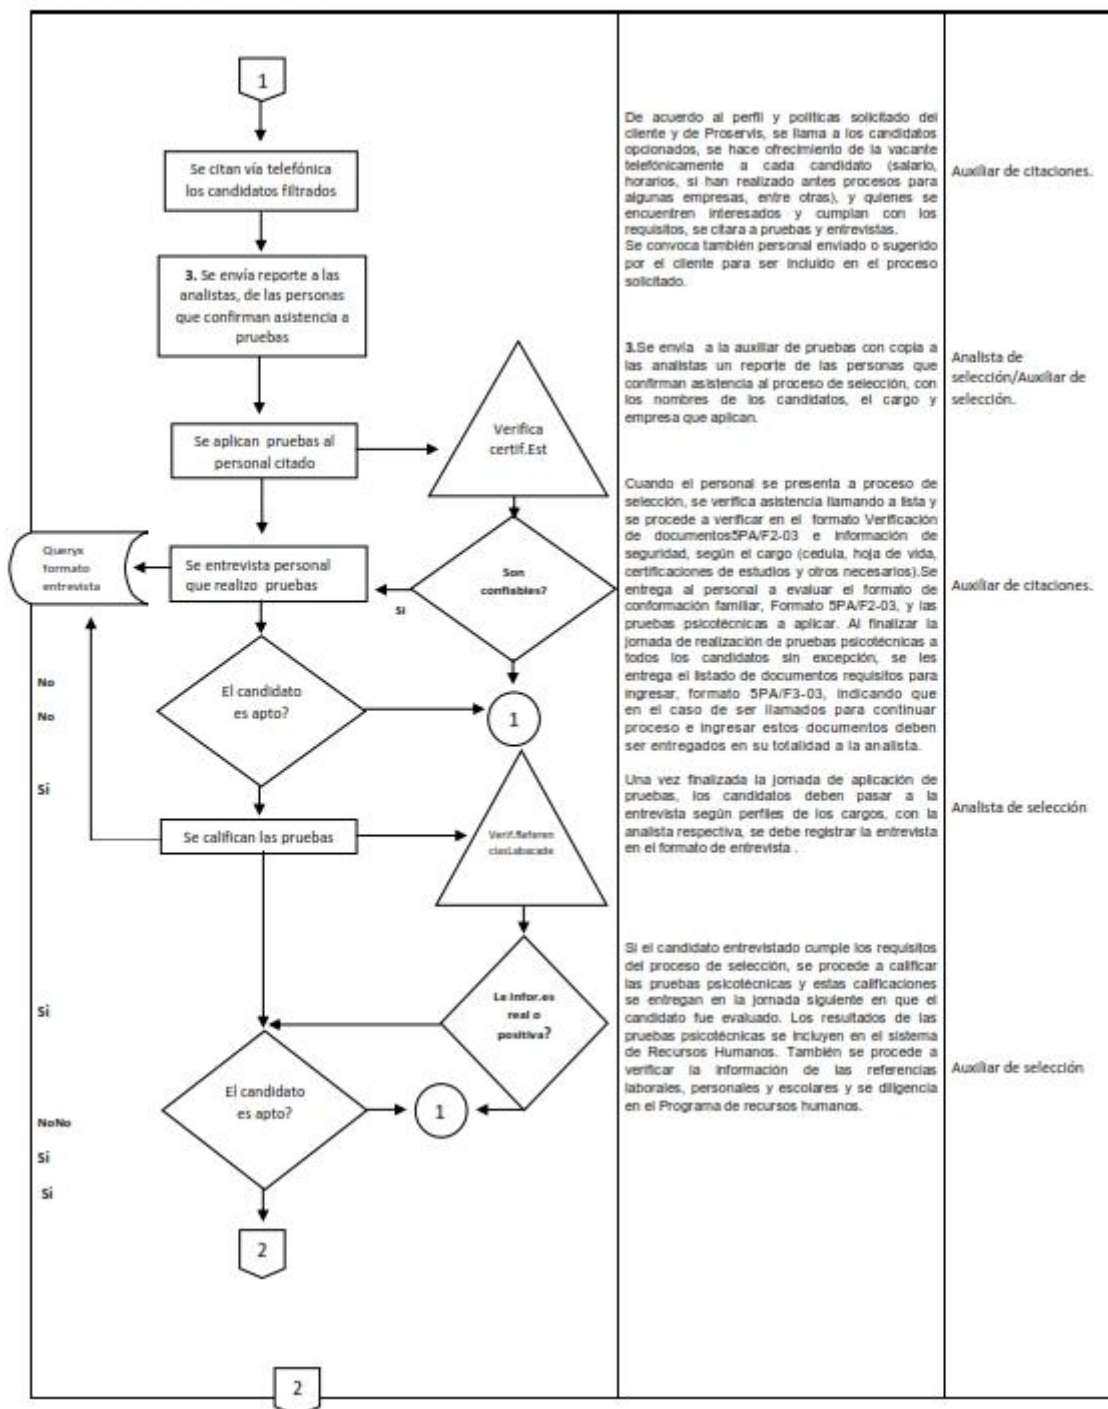 1
Se citan vía telefónica
los candidatos filtrados
3. Se envía reporte a las
analistas, de las personas
que confirman asistencia a
pruebas
Se aplican pruebas al
personal citado
Verifica
certif.Est
Querys
formato
entrevista
Se entrevista personal
que realizo pruebas
Son
confiables?
Si
El candidato
es apto?
1
No
No
Sí
Se califican las pruebas
Verif.Referen
ciasLabacade
Sí
La infor.es
real o
positiva?
El candidato
es apto?
1
NoNo
Sí
Sí
2
2
De acuerdo al perfil y políticas solicitado del
cliente y de Proservis, se llama a los candidatos
opcionados, se hace ofrecimiento de la vacante
telefónicamente a cada candidato (salario,
horarios, si han realizado antes procesos para
algunas empresas, entre otras), y quienes se
encuentren interesados y cumplan con los
requisitos, se citara a pruebas y entrevistas.
Se convoca también personal enviado o sugerido
por el cliente para ser incluido en el proceso
solicitado.
3.Se envía a la auxiliar de pruebas con copia a
las analistas un reporte de las personas que
confirman asistencia al proceso de selección, con
los nombres de los candidatos, el cargo y
empresa que aplican.
Cuando el personal se presenta a proceso de
selección, se verifica asistencia llamando a lista y
se procede a verificar en el formato Verificación
de documentos5PA/F2-03 e información de
seguridad, según el cargo (cedula, hoja de vida,
certificaciones de estudios y otros necesarios).Se
entrega al personal a evaluar el formato de
conformación familiar, Formato 5PA/F2-03, y las
pruebas psicotécnicas a aplicar. Al finalizar la
jornada de realización de pruebas psicotécnicas a
todos los candidatos sin excepción, se les
entrega el listado de documentos requisitos para
ingresar, formato 5PA/F3-03, indicando que
en el caso de ser llamados para continuar
proceso e ingresar estos documentos deben
ser entregados en su totalidad a la analista.
Una vez finalizada la jornada de aplicación de
pruebas, los candidatos deben pasar a la
entrevista según perfiles de los cargos, con la
analista respectiva, se debe registrar la entrevista
en el formato de entrevista .
Si el candidato entrevistado cumple los requisitos
del proceso de selección, se procede a calificar
las pruebas psicotécnicas y estas calificaciones
se entregan en la jornada siguiente en que el
candidato fue evaluado. Los resultados de las
pruebas psicotécnicas se incluyen en el sistema
de Recursos Humanos. También se procede a
verificar la información de las referencias
laborales, personales y escolares y se diligencia
en el Programa de recursos humanos.
Auxiliar de citaciones.
Analista de
selección/Auxiliar de
selección.
Auxiliar de citaciones.
Analista de selección
Auxiliar de selección